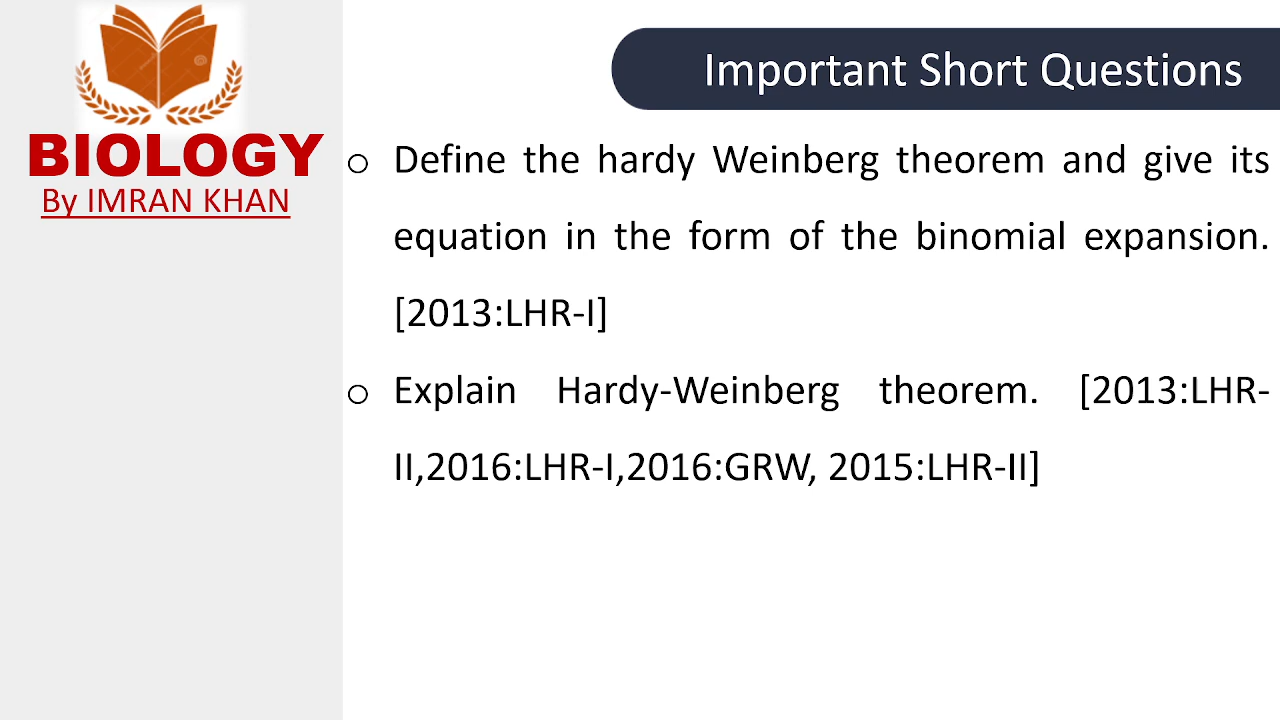 BIOLOGY
By IMRAN KHAN
Important Short Questions
o Define the hardy Weinberg theorem and give its
equation in the form of the binomial expansion.
[2013:LHR-I]
o Explain Hardy-Weinberg theorem. [2013:LHR-
II,2016:LHR-I,2016:GRW, 2015:LHR-II]